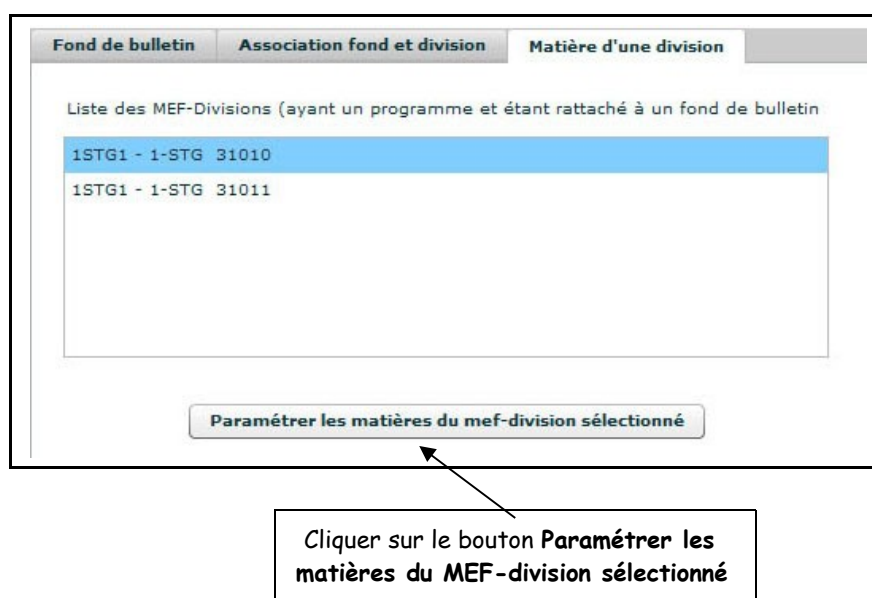 Fond de bulletin Association fond et division Matière d'une division
Liste des MEF-Divisions (ayant un programme et étant rattaché à un fond de bulletin
1STG1 - 1-STG 31010
1STG1 - 1-STG 31011
Paramétrer les matières du mef-division sélectionné
Cliquer sur le bouton Paramétrer les
matières du MEF-division sélectionné